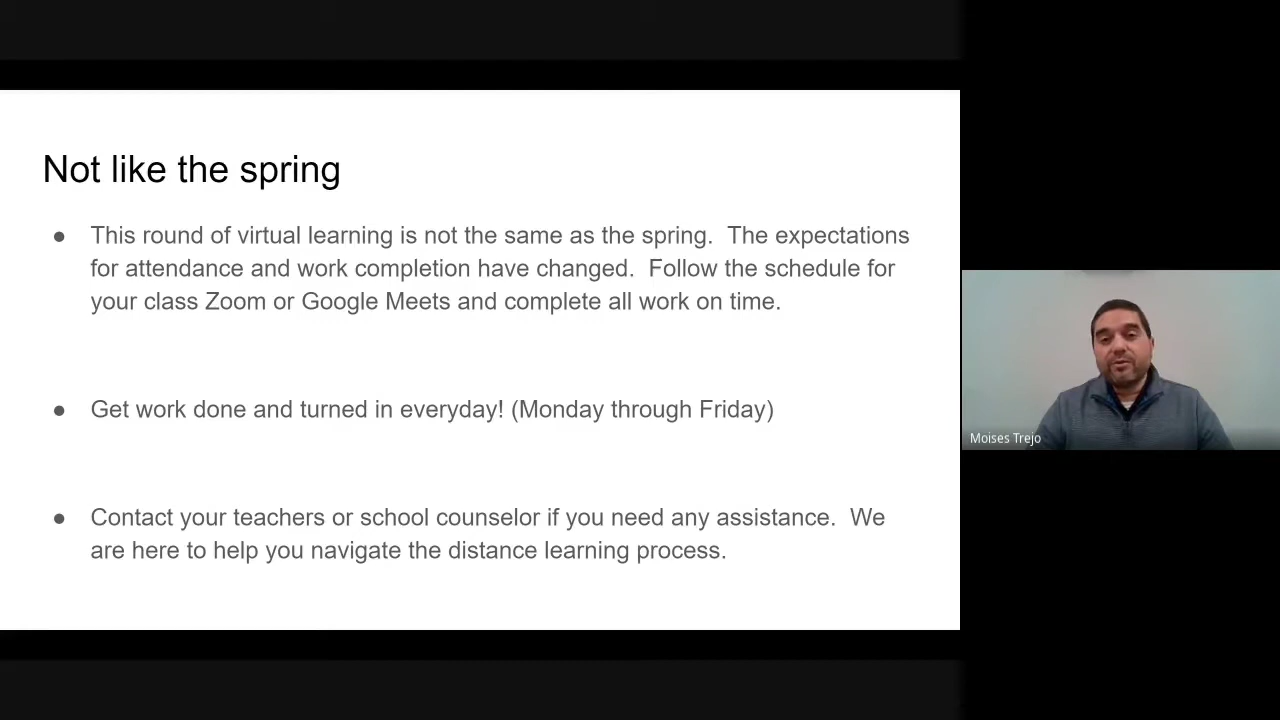 Not like the spring
● This round of virtual learning is not the same as the spring.  The expectations
for attendance and work completion have changed.  Follow the schedule for
your class Zoom or Google Meets and complete all work on time.
● Get work done and turned in everyday! (Monday through Friday)
● Contact your teachers or school counselor if you need any assistance.  We
are here to help you navigate the distance learning process.
Moises Trejo